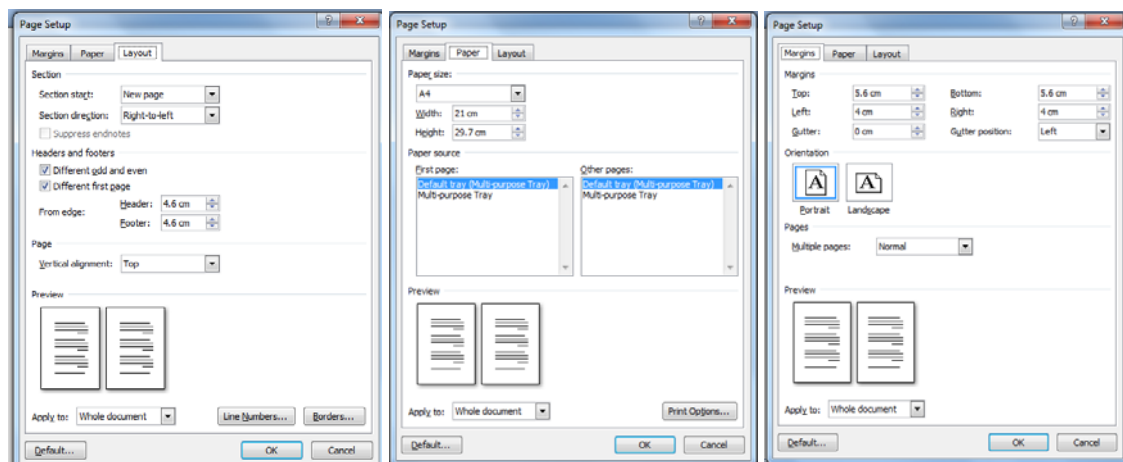 Page Setup
Margins Paper Layout
Section
Section start: New page
Section direction: Right-to-left
Suppress endnotes
Headers and footers
Different odd and even
Different first page
From edge: Header: 4.6 cm
Footer: 4.6 cm
Page
Vertical alignment: Top
Preview
Apply to: Whole document Line Numbers... Borders...
Default... OK Cancel
Page Setup
Margins Paper Layout
Paper size:
A4
Width: 21 cm
Height: 29.7 cm
Paper source
First page: Other pages:
Default tray (Multi-purpose Tray) Default tray (Multi-purpose Tray)
Multi-purpose Tray Multi-purpose Tray
Preview
Apply to: Whole document Print Options...
Default... OK Cancel
Page Setup
Margins Paper Layout
Margins
Top: 5.6 cm Bottom: 5.6 cm
Left: 4 cm Right: 4 cm
Gutter: 0 cm Gutter position: Left
Orientation
A A
Portrait Landscape
Pages
Multiple pages: Normal
Preview
Apply to: Whole document
Default... OK Cancel